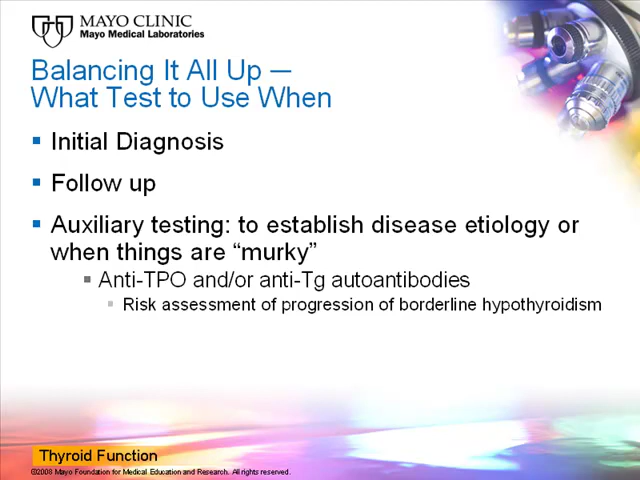 MAYO CLINIC
Mayo Medical Laboratories
Balancing It All Up —
What Test to Use When
Initial Diagnosis
Follow up
Auxiliary testing: to establish disease etiology or
when things are “murky”
Anti-TPO and/or anti-Tg autoantibodies
Risk assessment of progression of borderline hypothyroidism
Thyroid Function
©2008 Mayo Foundation for Medical Education and Research. All rights reserved.